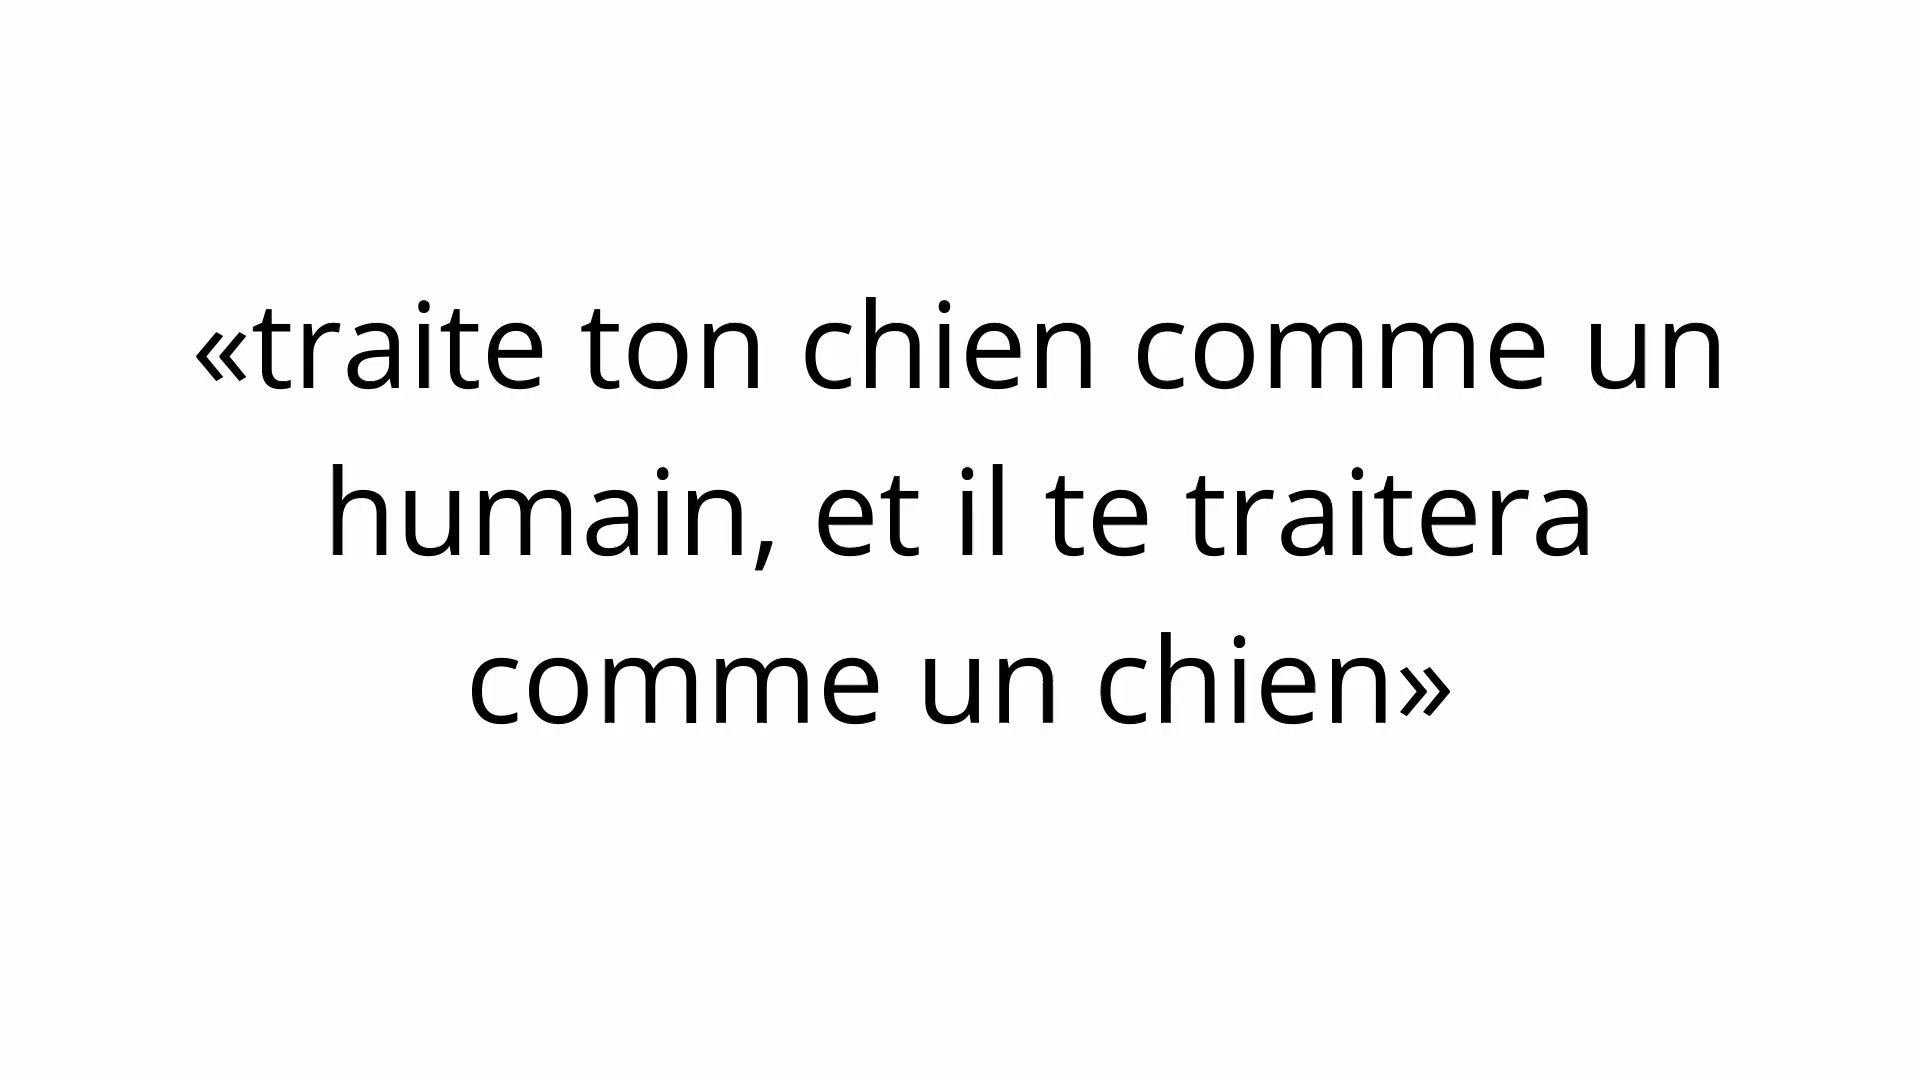 «traite ton chien comme un
humain, et il te traitera
comme un chien»